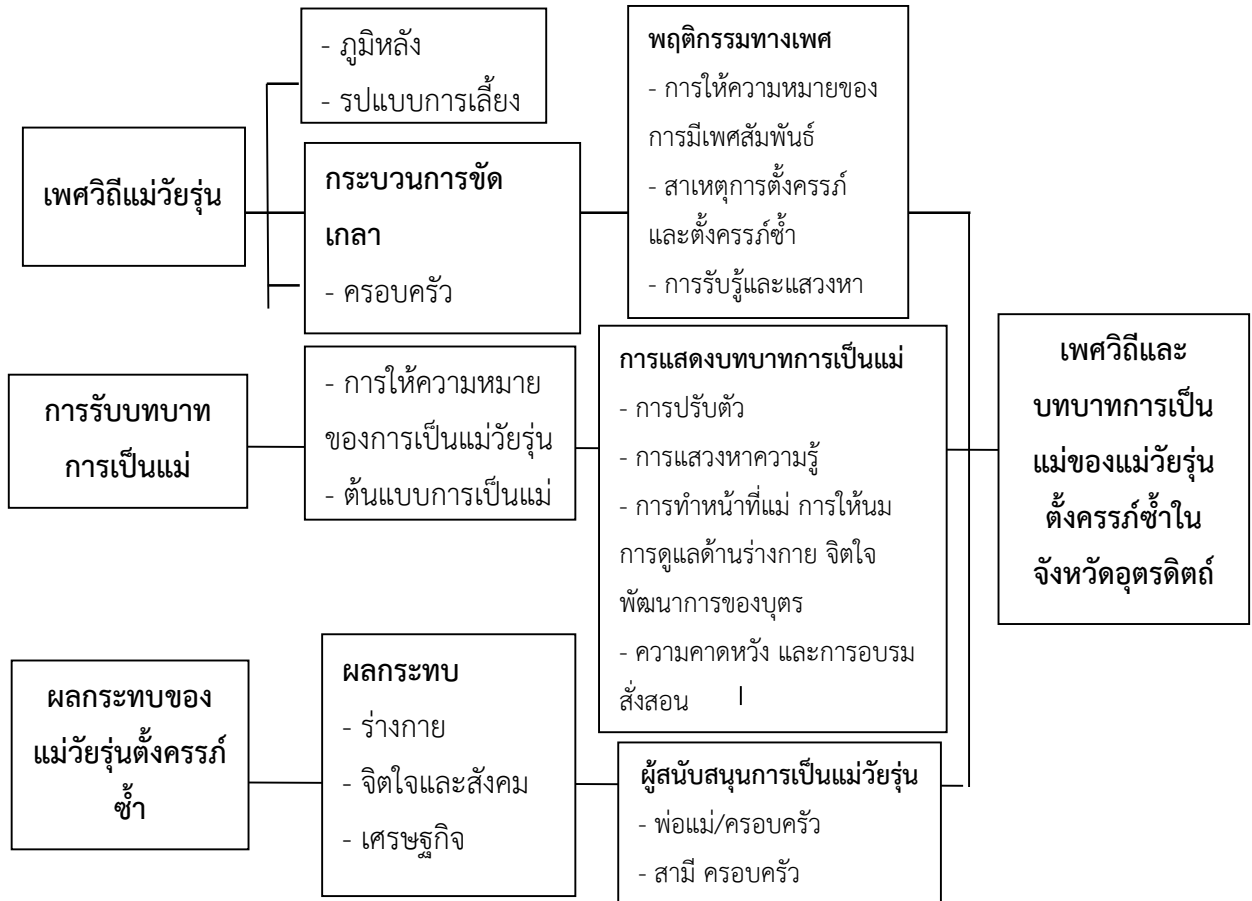 - ภูมิหลัง
- รปแบบการเลี้ยง
พฤติกรรมทางเพศ
- การให้ความหมายของ
การมีเพศสัมพันธ์
- สาเหตุการตั้งครรภ์
และตั้งครรภ์ซ้ำ
- การรับรู้และแสวงหา
เพศวิถีแม่วัยรุ่น
กระบวนการขัด
เกลา
- ครอบครัว
การรับบทบาท
การเป็นแม่
- การให้ความหมาย
ของการเป็นแม่วัยรุ่น
- ต้นแบบการเป็นแม่
การแสดงบทบาทการเป็นแม่
- การปรับตัว
- การแสวงหาความรู้
- การทำหน้าที่แม่ การให้นม
การดูแลด้านร่างกาย จิตใจ
พัฒนาการของบุตร
- ความคาดหวัง และการอบรม
สั่งสอน
เพศวิถีและ
บทบาทการเป็น
แม่ของแม่วัยรุ่น
ตั้งครรภ์ซ้ำใน
จังหวัดอุตรดิตถ์
ผลกระทบของ
แม่วัยรุ่นตั้งครรภ์
ซ้ำ
ผลกระทบ
- ร่างกาย
- จิตใจและสังคม
- เศรษฐกิจ
ผู้สนับสนุนการเป็นแม่วัยรุ่น
- พ่อแม่/ครอบครัว
- สามี ครอบครัว